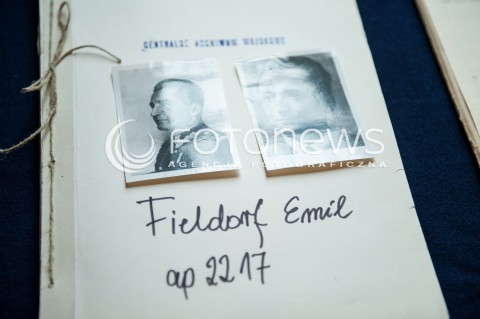 CENTRALNE ARCHIWUM WOJSKOWE
FOTONEWS
AGENCJA FOTOGRAFICZNA
Fieldorf Emil
ap 2217